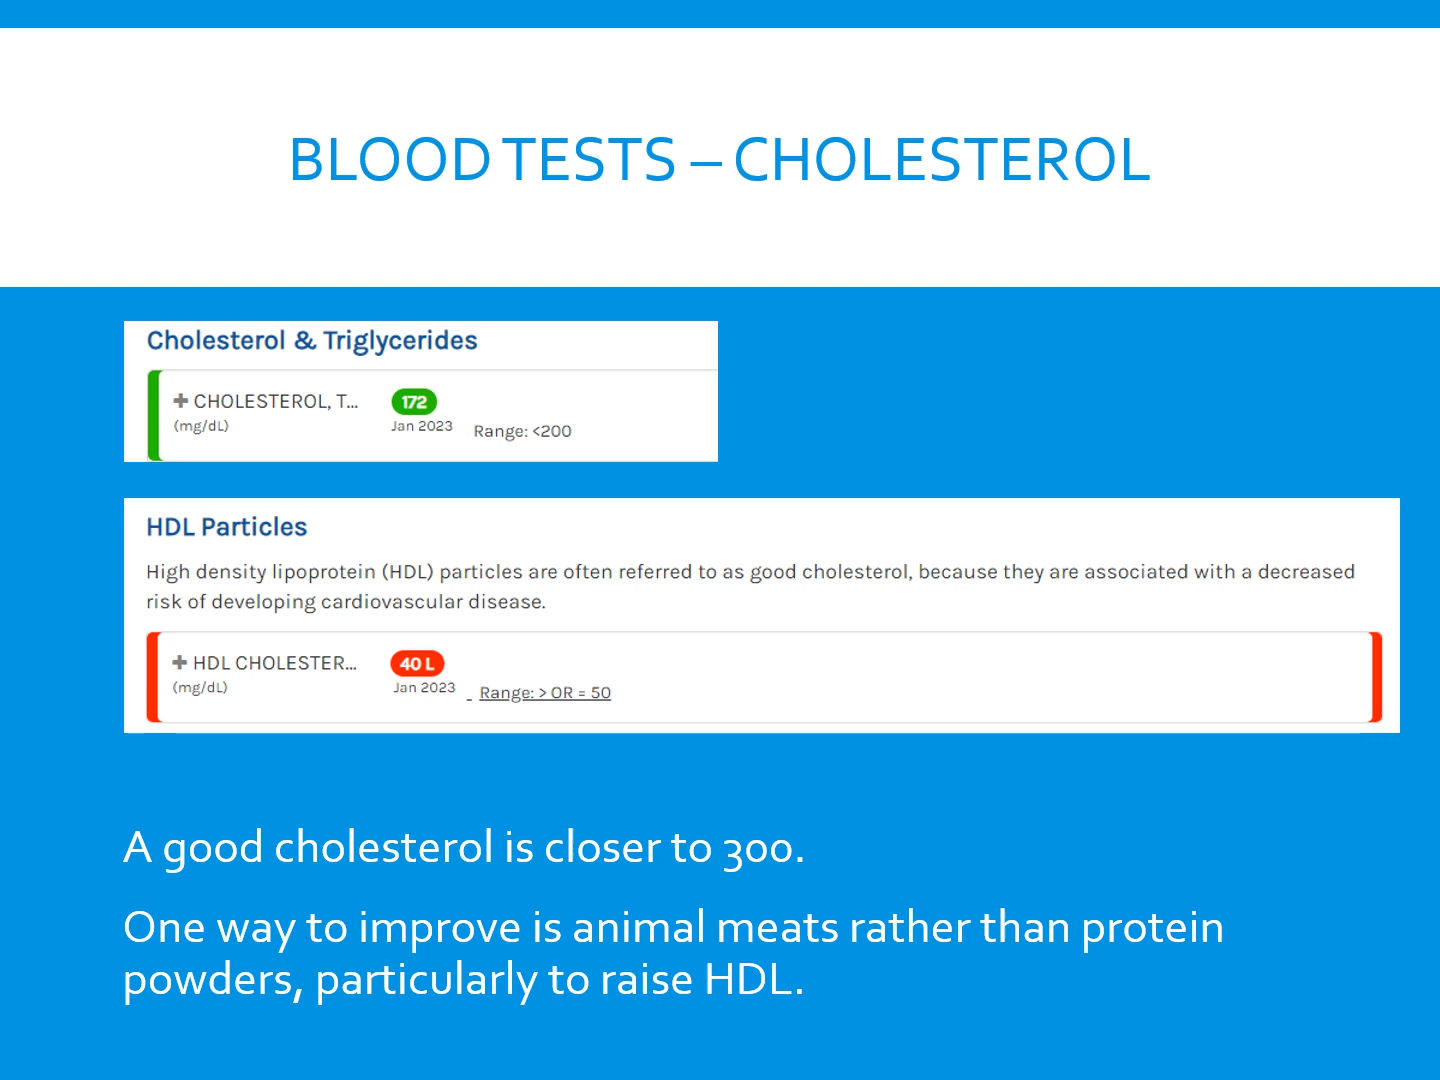 BLOOD TESTS – CHOLESTEROL
Cholesterol & Triglycerides
+ CHOLESTEROL, T... 172
(mg/dL) Jan 2023 Range: <200
HDL Particles
High density lipoprotein (HDL) particles are often referred to as good cholesterol, because they are associated with a decreased
risk of developing cardiovascular disease.
+ HDL CHOLESTER... 40 L
(mg/dL) Jan 2023 Range: > OR = 50
A good cholesterol is closer to 300.
One way to improve is animal meats rather than protein
powders, particularly to raise HDL.